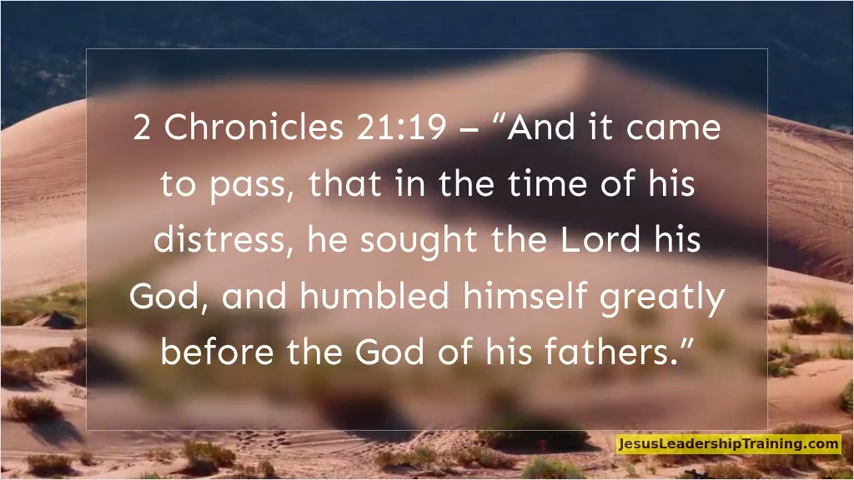 2 Chronicles 21:19 – “And it came
to pass, that in the time of his
distress, he sought the Lord his
God, and humbled himself greatly
before the God of his fathers.”
JesusLeadershipTraining.com